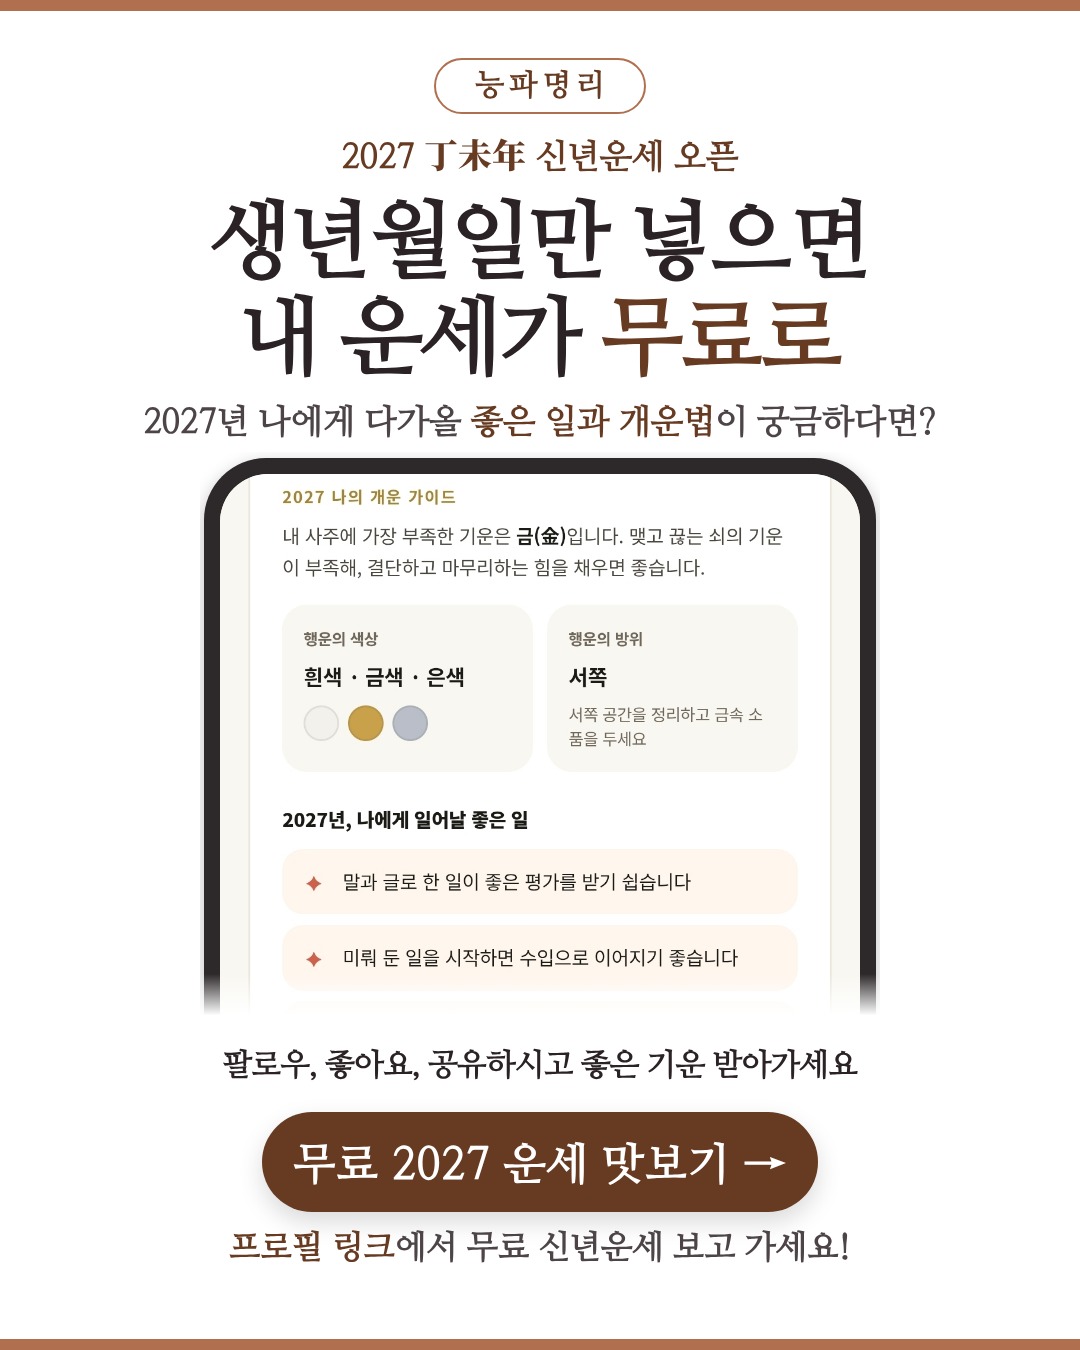 능파명리
2027 丁未年 신년운세 오픈
생년월일만 넣으면
내 운세가 무료로
2027년 나에게 다가올 좋은 일과 개운법이 궁금하다면?
2027 나의 개운 가이드
내 사주에 가장 부족한 기운은 금(金)입니다. 맺고 끊는 쇠의 기운
이 부족해, 결단하고 마무리하는 힘을 채우면 좋습니다.
행운의 색상
흰색 · 금색 · 은색
행운의 방위
서쪽
서쪽 공간을 정리하고 금속 소
품을 두세요
2027년, 나에게 일어날 좋은 일
말과 글로 한 일이 좋은 평가를 받기 쉽습니다
미뤄 둔 일을 시작하면 수입으로 이어지기 좋습니다
팔로우, 좋아요, 공유하시고 좋은 기운 받아가세요
무료 2027 운세 맛보기 →
프로필 링크에서 무료 신년운세 보고 가세요!